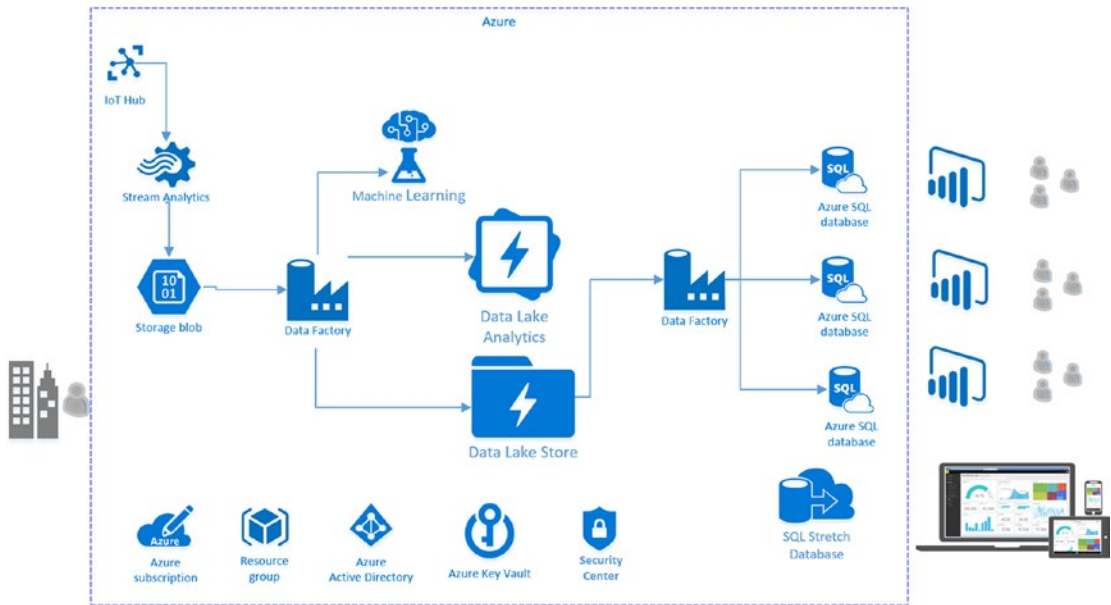 Azure
IoT Hub
Stream Analytics
10
01
Storage blob
Data Factory
Machine Learning
Data Lake
Analytics
Data Lake Store
Data Factory
SQL
Azure SQL
database
SQL
Azure SQL
database
SQL
Azure SQL
database
SQL Stretch
Database
Azure
Azure
subscription
Resource
group
Azure
Active Directory
Azure Key Vault
Security
Center